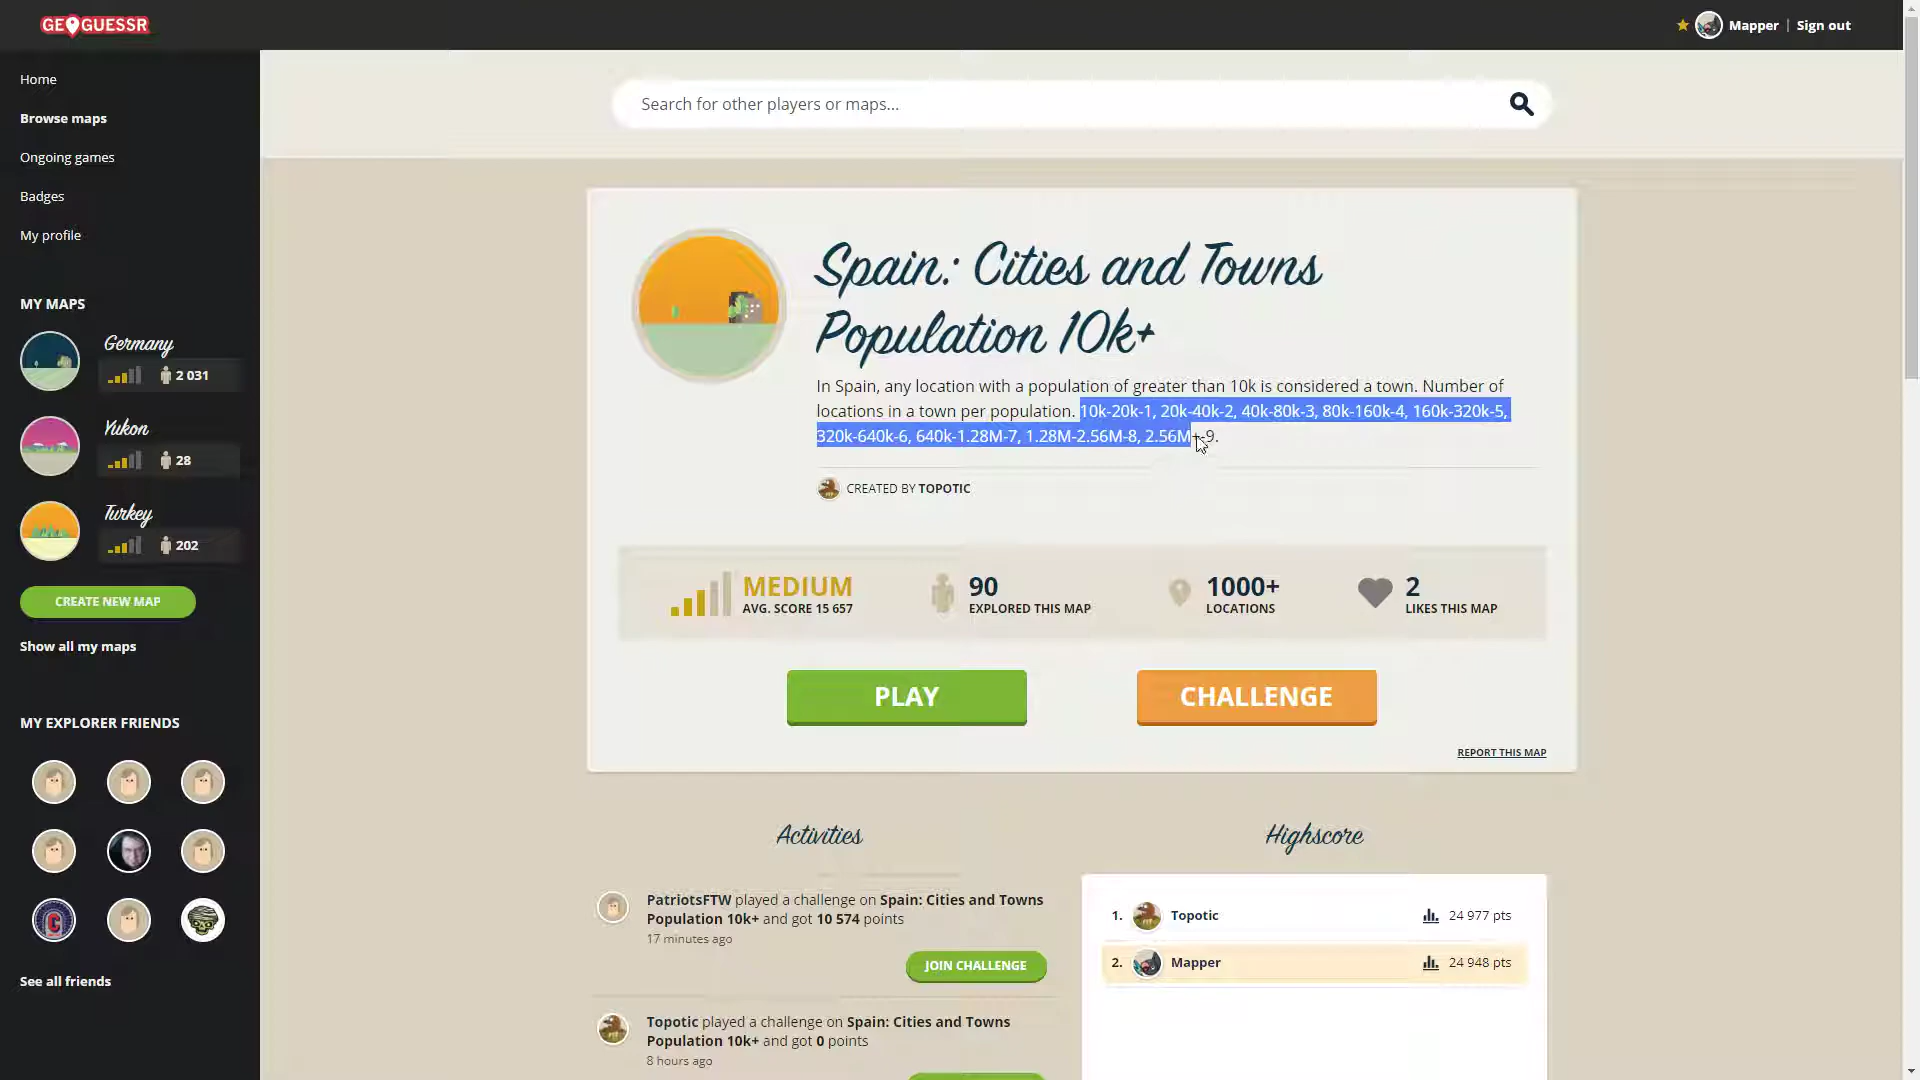 GEOGUESSR
Mapper | Sign out
Home
Browse maps
Ongoing games
Badges
My profile
MY MAPS
Germany
2 031
Yukon
28
Turkey
202
CREATE NEW MAP
Show all my maps
MY EXPLORER FRIENDS
See all friends
Search for other players or maps...
Spain: Cities and Towns
Population 10k+
In Spain, any location with a population of greater than 10k is considered a town. Number of
locations in a town per population. 10k-20k-1, 20k-40k-2, 40k-80k-3, 80k-160k-4, 160k-320k-5,
320k-640k-6, 640k-1.28M-7, 1.28M-2.56M-8, 2.56M+-9.
CREATED BY TOPOTIC
MEDIUM
AVG. SCORE 15 657
90
EXPLORED THIS MAP
1000+
LOCATIONS
2
LIKES THIS MAP
PLAY
CHALLENGE
REPORT THIS MAP
Activities
PatriotsFTW played a challenge on Spain: Cities and Towns
Population 10k+ and got 10 574 points
17 minutes ago
JOIN CHALLENGE
Topotic played a challenge on Spain: Cities and Towns
Population 10k+ and got 0 points
8 hours ago
Highscore
1. Topotic 24 977 pts
2. Mapper 24 948 pts